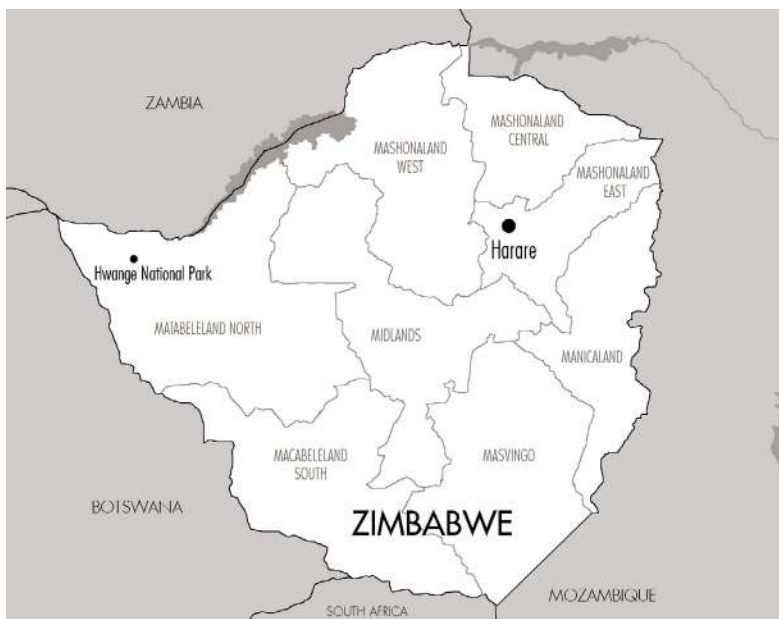 ZAMBIA
MASHONALAND
CENTRAL
MASHONALAND
WEST
MASHONALAND
EAST
Harare
Hwange National Park
MATABELELAND NORTH
MIDLANDS
MANICALAND
MACABELELAND
SOUTH
MASVINGO
BOTSWANA
ZIMBABWE
MOZAMBIQUE
SOUTH AFRICA